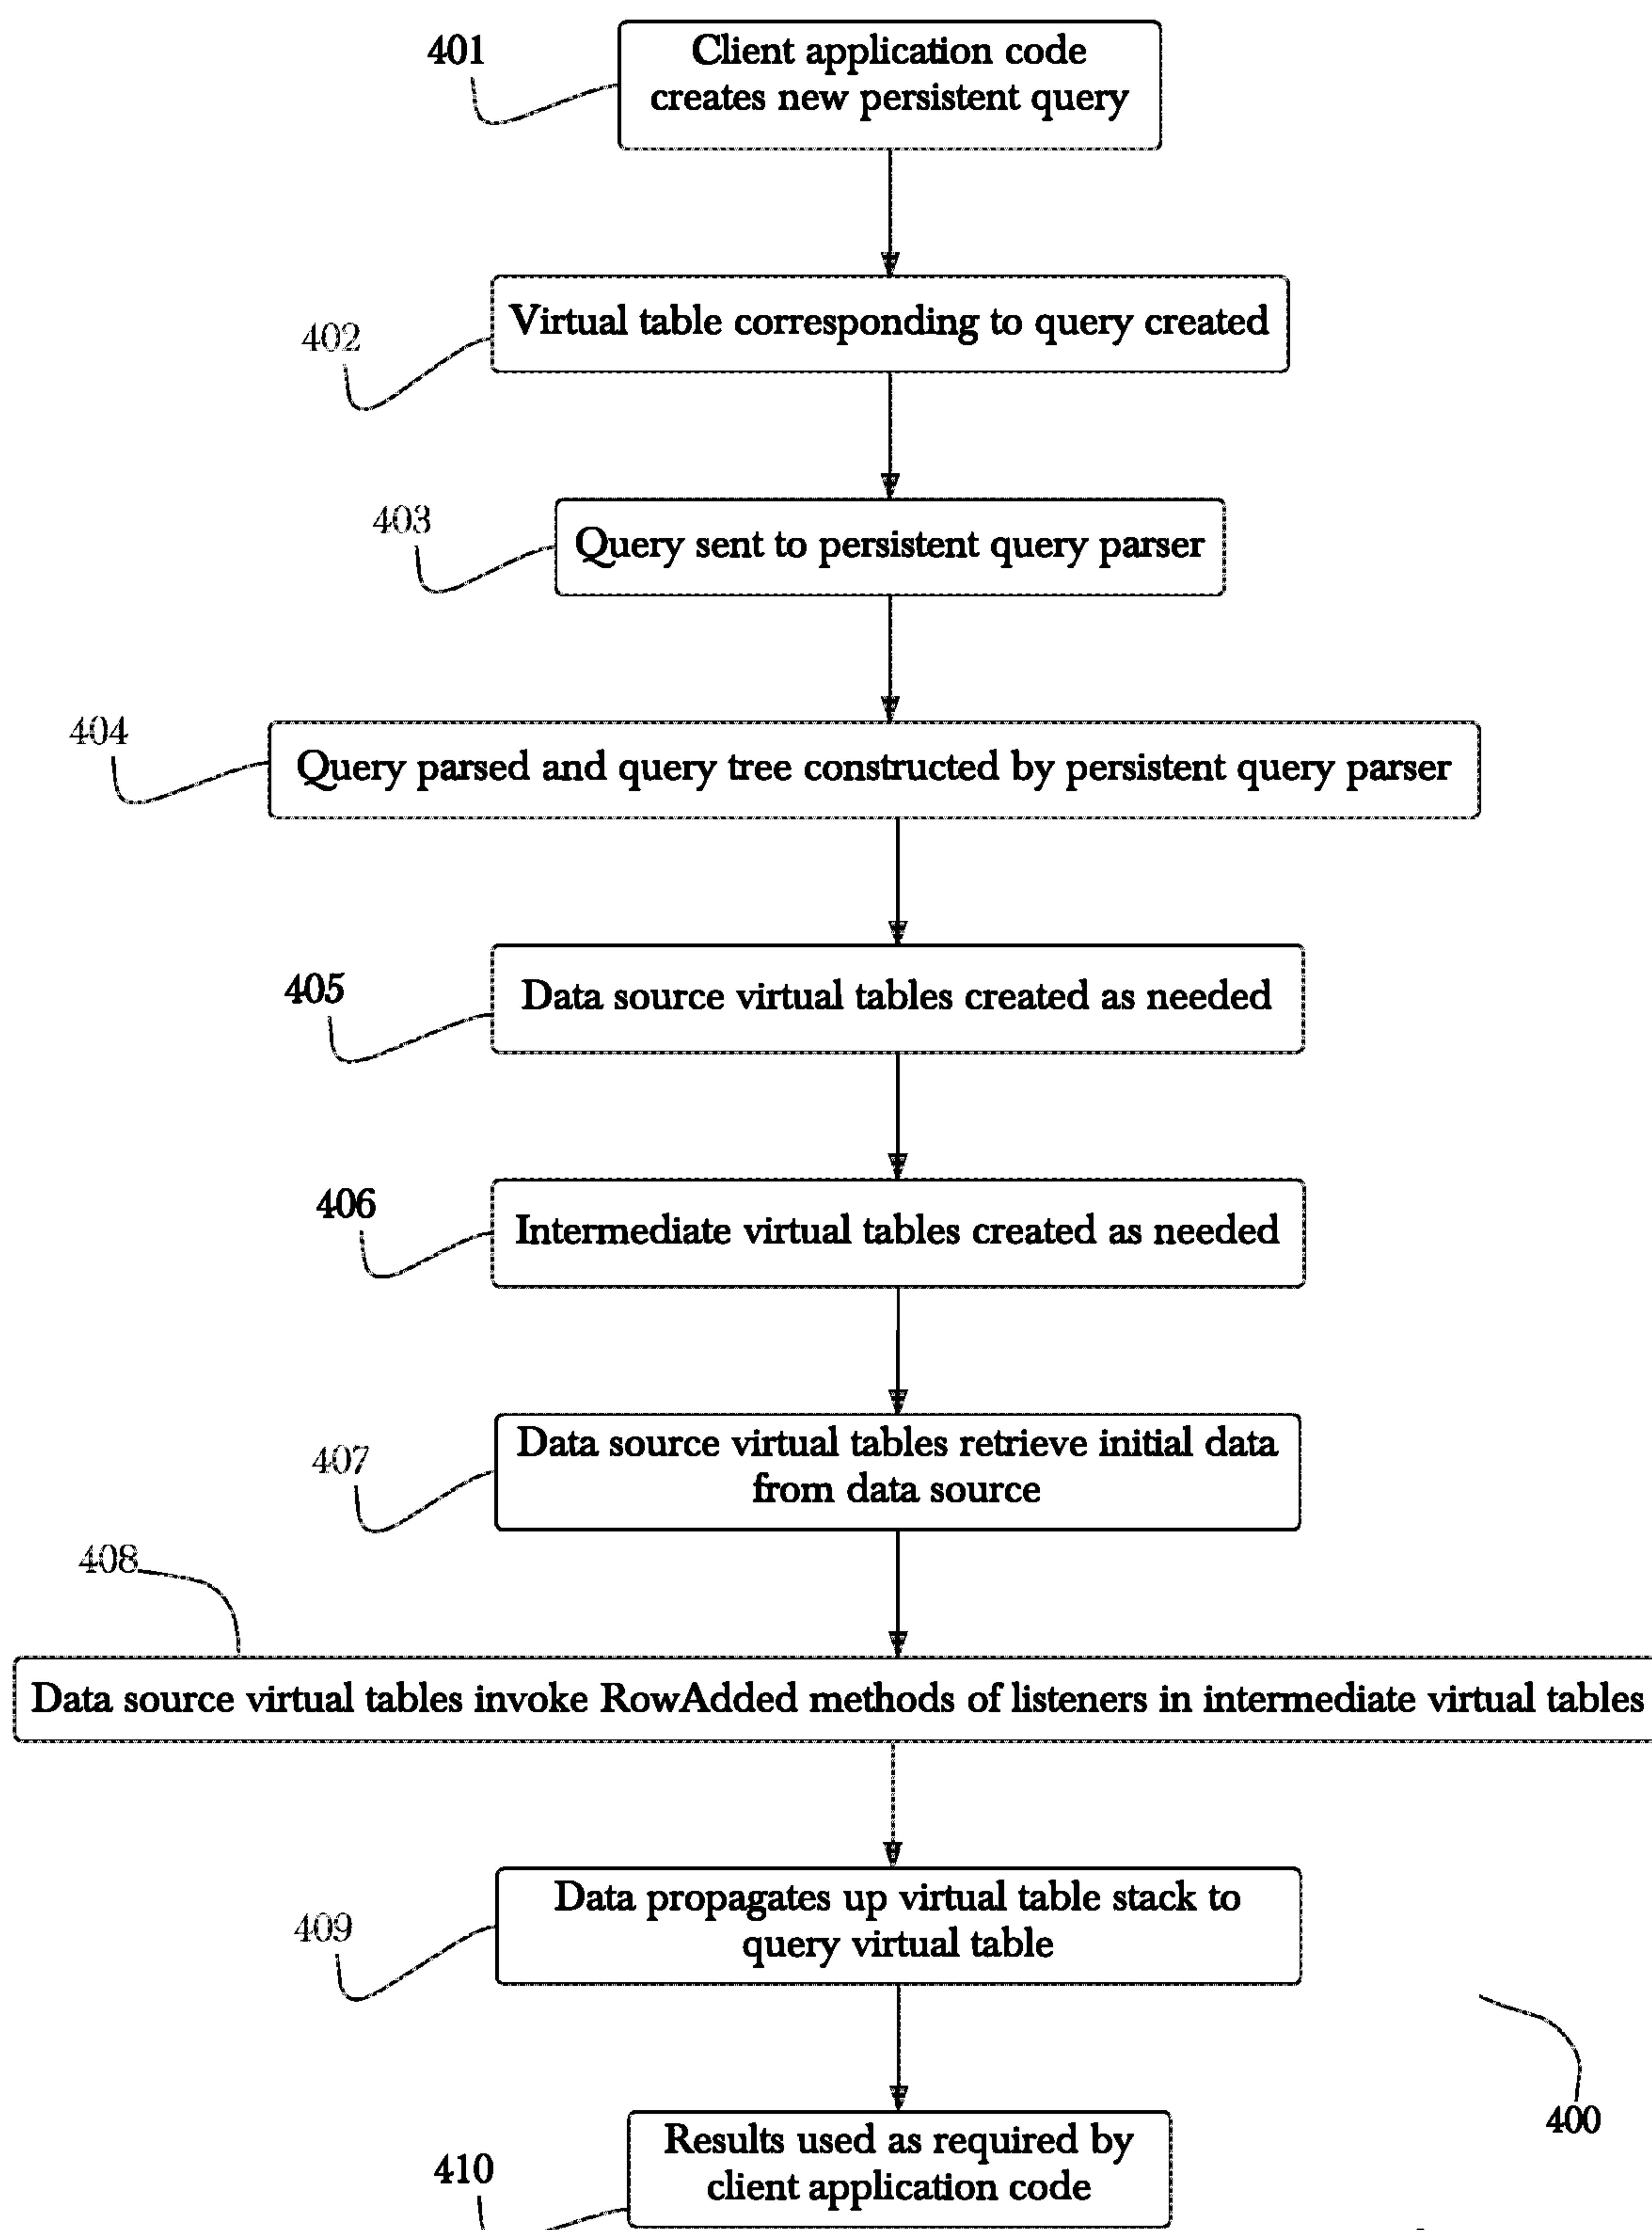 401
Client application code
creates new persistent query
402
Virtual table corresponding to query created
403
Query sent to persistent query parser
404
Query parsed and query tree constructed by persistent query parser
405
Data source virtual tables created as needed
406
Intermediate virtual tables created as needed
407
Data source virtual tables retrieve initial data
from data source
408
Data source virtual tables invoke RowAdded methods of listeners in intermediate virtual tables
409
Data propagates up virtual table stack to
query virtual table
400
410
Results used as required by
client application code